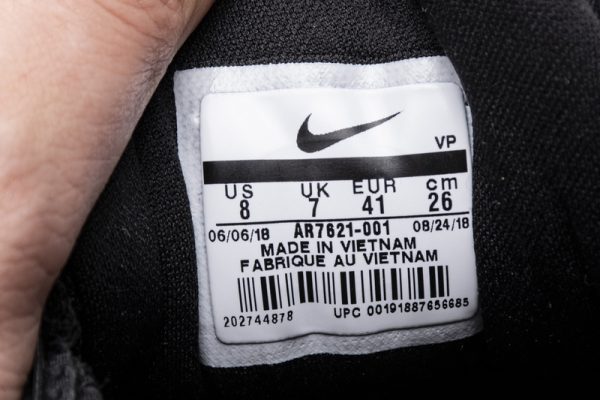 VP
US UK EUR cm
8 7 41 26
06/06/18 AR7621-001 08/24/18
MADE IN VIETNAM
FABRIQUE AU VIETNAM
202744878 UPC 00191887656685